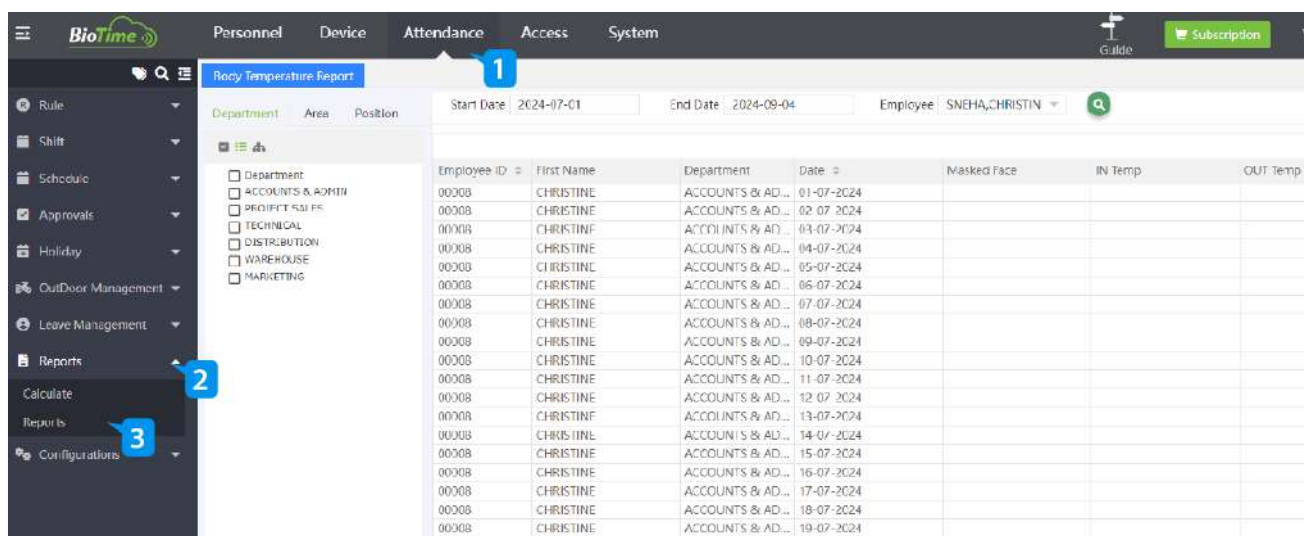 BioTime Personnel Device Attendance Access System Guide Subscription
1
Body Temperature Report
Rule
Shift
Schedule
Approvals
Holiday
OutDoor Management
Leave Management
Reports
2
Calculate
Reports
3
Configurations
Department Area Position
Department
ACCOUNTS & ADMIN
PROJECT SALES
TECHNICAL
DISTRIBUTION
WAREHOUSE
MARKETING
Start Date 2024-07-01 End Date 2024-09-04 Employee SNEHA,CHRISTIN
Employee ID First Name Department Date Masked Face IN Temp OUT Temp
00008 CHRISTINE ACCOUNTS & AD... 01-07-2024
00008 CHRISTINE ACCOUNTS & AD... 02-07-2024
00008 CHRISTINE ACCOUNTS & AD... 03-07-2024
00008 CHRISTINE ACCOUNTS & AD... 04-07-2024
00008 CHRISTINE ACCOUNTS & AD... 05-07-2024
00008 CHRISTINE ACCOUNTS & AD... 06-07-2024
00008 CHRISTINE ACCOUNTS & AD... 07-07-2024
00008 CHRISTINE ACCOUNTS & AD... 08-07-2024
00008 CHRISTINE ACCOUNTS & AD... 09-07-2024
00008 CHRISTINE ACCOUNTS & AD... 10-07-2024
00008 CHRISTINE ACCOUNTS & AD... 11-07-2024
00008 CHRISTINE ACCOUNTS & AD... 12-07-2024
00008 CHRISTINE ACCOUNTS & AD... 13-07-2024
00008 CHRISTINE ACCOUNTS & AD... 14-07-2024
00008 CHRISTINE ACCOUNTS & AD... 15-07-2024
00008 CHRISTINE ACCOUNTS & AD... 16-07-2024
00008 CHRISTINE ACCOUNTS & AD... 17-07-2024
00008 CHRISTINE ACCOUNTS & AD... 18-07-2024
00008 CHRISTINE ACCOUNTS & AD... 19-07-2024